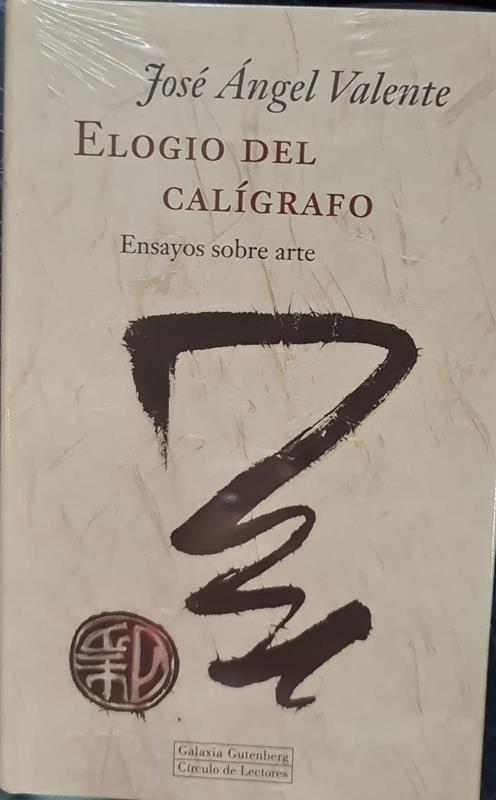 José Ángel Valente
ELOGIO DEL
CALÍGRAFO
Ensayos sobre arte
Galaxia Gutenberg
Círculo de Lectores